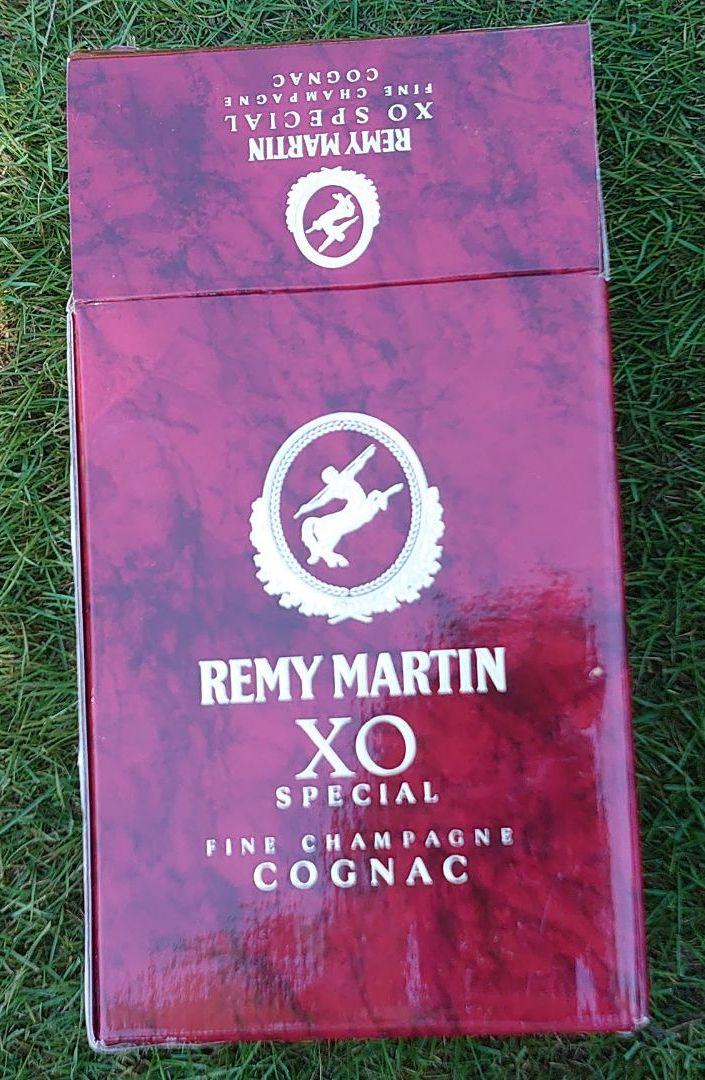 COGNAC
FINE CHAMPAGNE
XO SPECIAL
REMY MARTIN
REMY MARTIN
XO
SPECIAL
FINE CHAMPAGNE
COGNAC